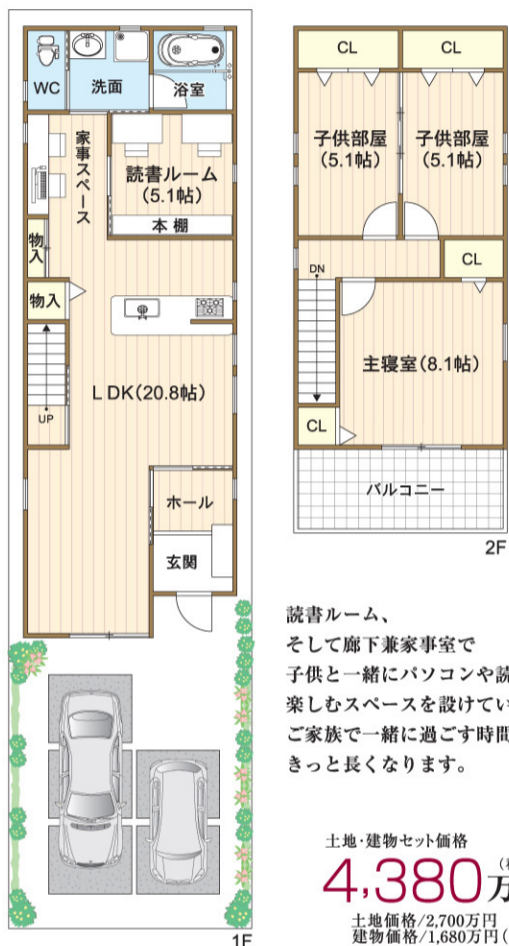 WC
洗面
浴室
家事スペース
読書ルーム
(5.1帖)
本棚
物入
物入
LDK(20.8帖)
UP
ホール
玄関
1F
CL
CL
子供部屋
(5.1帖)
子供部屋
(5.1帖)
DN
CL
主寝室(8.1帖)
CL
バルコニー
2F
読書ルーム、
そして廊下兼家事室で
子供と一緒にパソコンや読
楽しむスペースを設けてい
ご家族で一緒に過ごす時間
きっと長くなります。
土地・建物セット価格
4,380万
土地価格/2,700万円
建物価格/1,680万円(